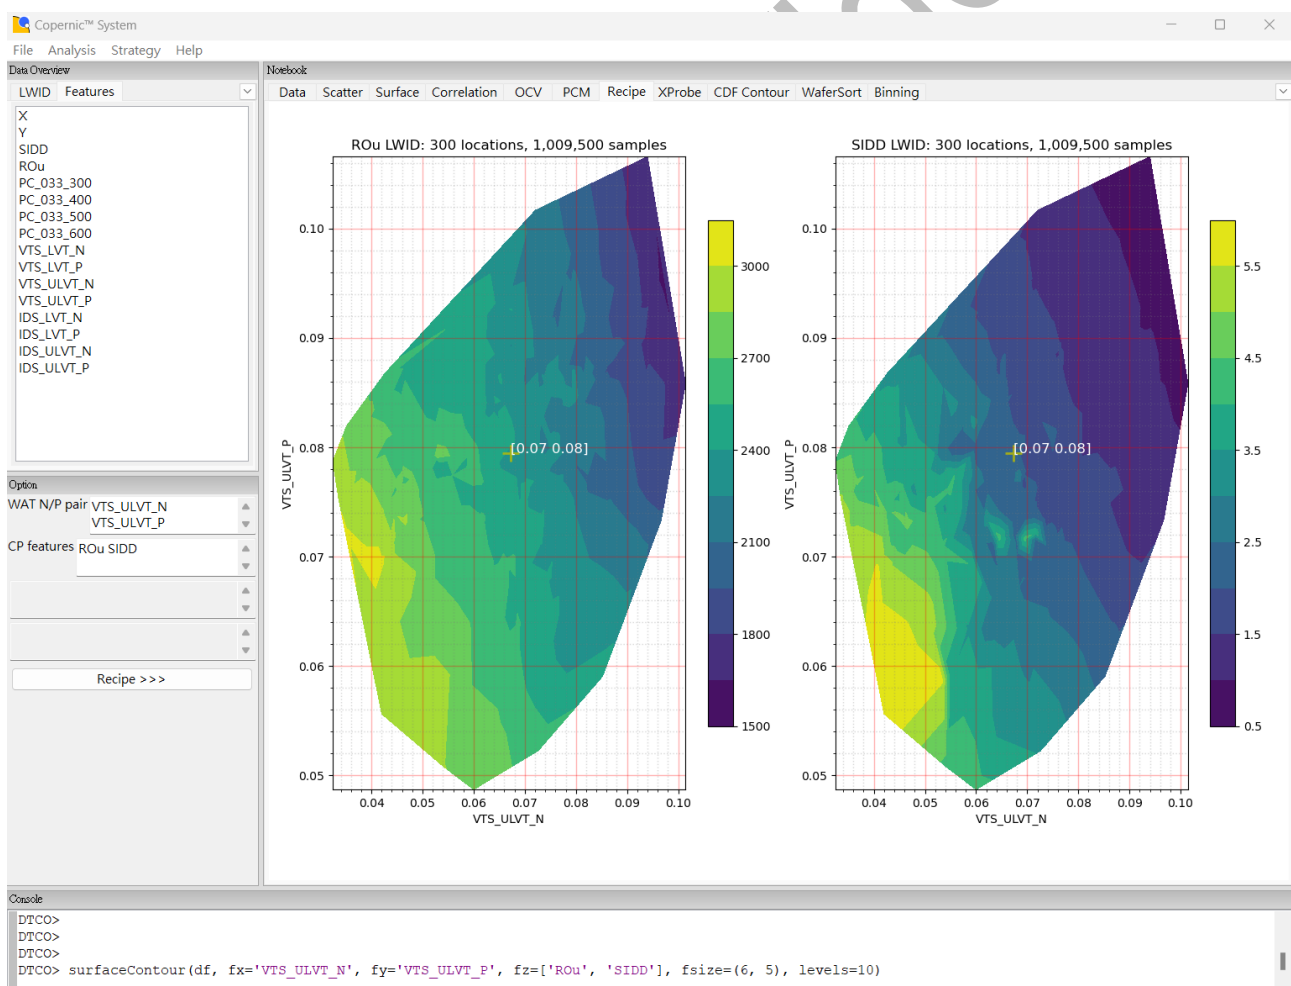 Copernic™ System
File Analysis Strategy Help
Data Overview
LWID Features
X
Y
SIDD
ROu
PC_033_300
PC_033_400
PC_033_500
PC_033_600
VTS_LVT_N
VTS_LVT_P
VTS_ULVT_N
VTS_ULVT_P
IDS_LVT_N
IDS_LVT_P
IDS_ULVT_N
IDS_ULVT_P
Option
WAT N/P pair VTS_ULVT_N
VTS_ULVT_P
CP features ROu SIDD
Recipe >>>
Notebook
Data Scatter Surface Correlation OCV PCM Recipe XProbe CDF Contour WaferSort Binning
ROu LWID: 300 locations, 1,009,500 samples
0.10
0.09
0.08
0.07
0.06
0.05
VTS_ULVT_P
[0.07 0.08]
0.04 0.05 0.06 0.07 0.08 0.09 0.10
VTS_ULVT_N
3000
2700
2400
2100
1800
1500
SIDD LWID: 300 locations, 1,009,500 samples
0.10
0.09
0.08
0.07
0.06
0.05
VTS_ULVT_P
[0.07 0.08]
0.04 0.05 0.06 0.07 0.08 0.09 0.10
VTS_ULVT_N
5.5
4.5
3.5
2.5
1.5
0.5
Console
DTCO>
DTCO>
DTCO>
DTCO> surfaceContour(df, fx='VTS_ULVT_N', fy='VTS_ULVT_P', fz=['ROu', 'SIDD'], fsize=(6, 5), levels=10)